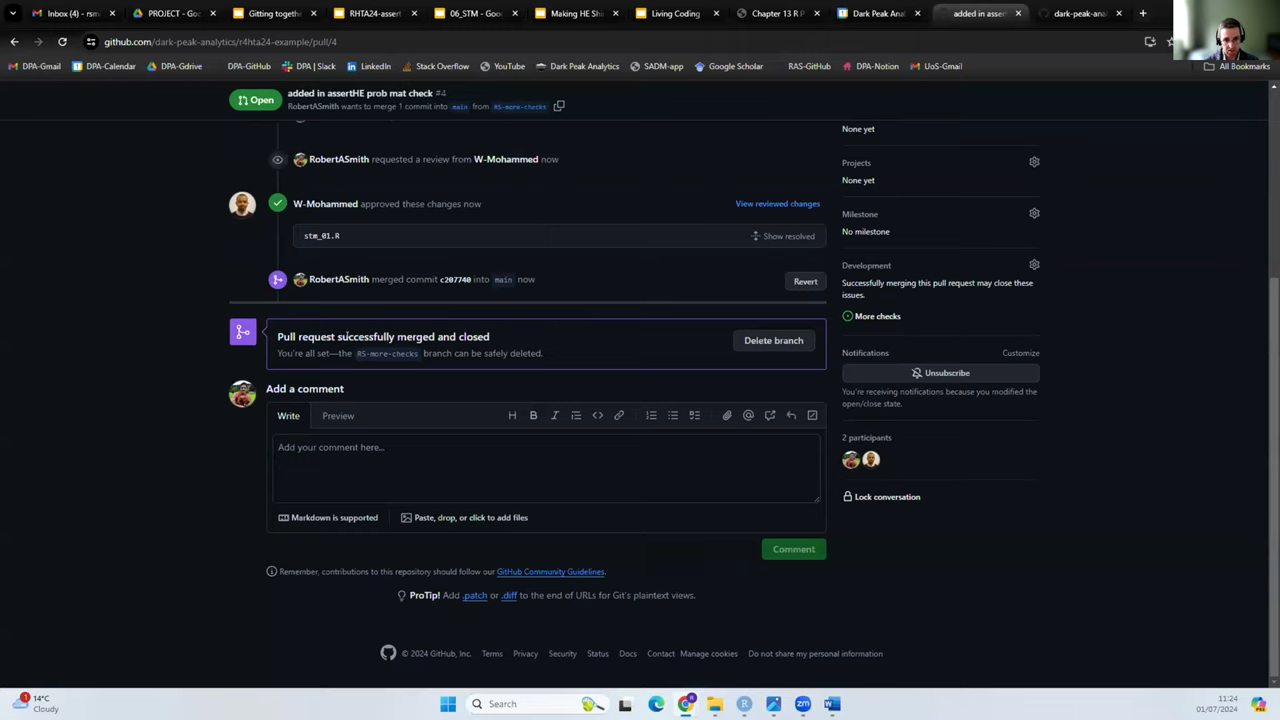 Inbox (4) - rsm
PROJECT - Goo
Gitting togethe
RHTA24-assert
06_STM - Goog
Making HE Shi
Living Coding
Chapter 13 R P
Dark Peak Anal
added in assert
dark-peak-analy
github.com/dark-peak-analytics/r4hta24-example/pull/4
DPA-Gmail
DPA-Calendar
DPA-Gdrive
DPA-GitHub
DPA | Slack
LinkedIn
Stack Overflow
YouTube
Dark Peak Analytics
SADM-app
Google Scholar
RAS-GitHub
DPA-Notion
UoS-Gmail
All Bookmarks
Open
added in assertHE prob mat check #4
RobertASmith wants to merge 1 commit into main from RS-more-checks
None yet
RobertASmith requested a review from W-Mohammed now
Projects
None yet
W-Mohammed approved these changes now
View reviewed changes
stm_01.R
Show resolved
Milestone
No milestone
RobertASmith merged commit c207740 into main now
Revert
Development
Successfully merging this pull request may close these
issues.
More checks
Pull request successfully merged and closed
You're all set—the RS-more-checks branch can be safely deleted.
Delete branch
Notifications
Customize
Unsubscribe
You're receiving notifications because you modified the
open/close state.
Add a comment
Write
Preview
Add your comment here...
2 participants
Lock conversation
Markdown is supported
Paste, drop, or click to add files
Comment
Remember, contributions to this repository should follow our GitHub Community Guidelines.
ProTip! Add .patch or .diff to the end of URLs for Git's plaintext views.
© 2024 GitHub, Inc.
Terms
Privacy
Security
Status
Docs
Contact
Manage cookies
Do not share my personal information
1
14°C
Cloudy
Search
11:24
01/07/2024